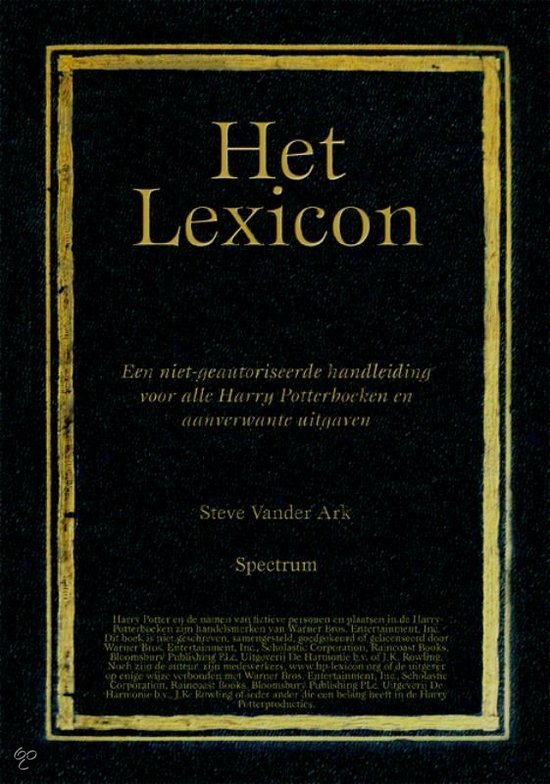 Het
Lexicon
Een niet-geautoriseerde handleiding
voor alle Harry Potterboeken en
aanverwante uitgaven
Steve Vander Ark
Spectrum
Harry Potter en de namen van fictieve personen en plaatsen in de Harry
Potterboeken zijn handelsmerken van Warner Bros. Entertainment, Inc.
Dit boek is niet geschreven, samengesteld, goedgekeurd of gelicenseerd door
Warner Bros. Entertainment, Inc., Scholastic Corporation, Raincoast Books,
Bloomsbury Publishing PLc, Uitgeverij De Harmonie b.v. of J.K. Rowling.
Noch zijn de auteur, zijn medewerkers, www.hp-lexicon.org of de uitgever
op enige wijze verbonden met Warner Bros. Entertainment, Inc., Scholastic
Corporation, Raincoast Books, Bloomsbury Publishing PLc, Uitgeverij De
Harmonie b.v., J.K. Rowling of ieder ander die een belang heeft in de Harry
Potterproducties.
go